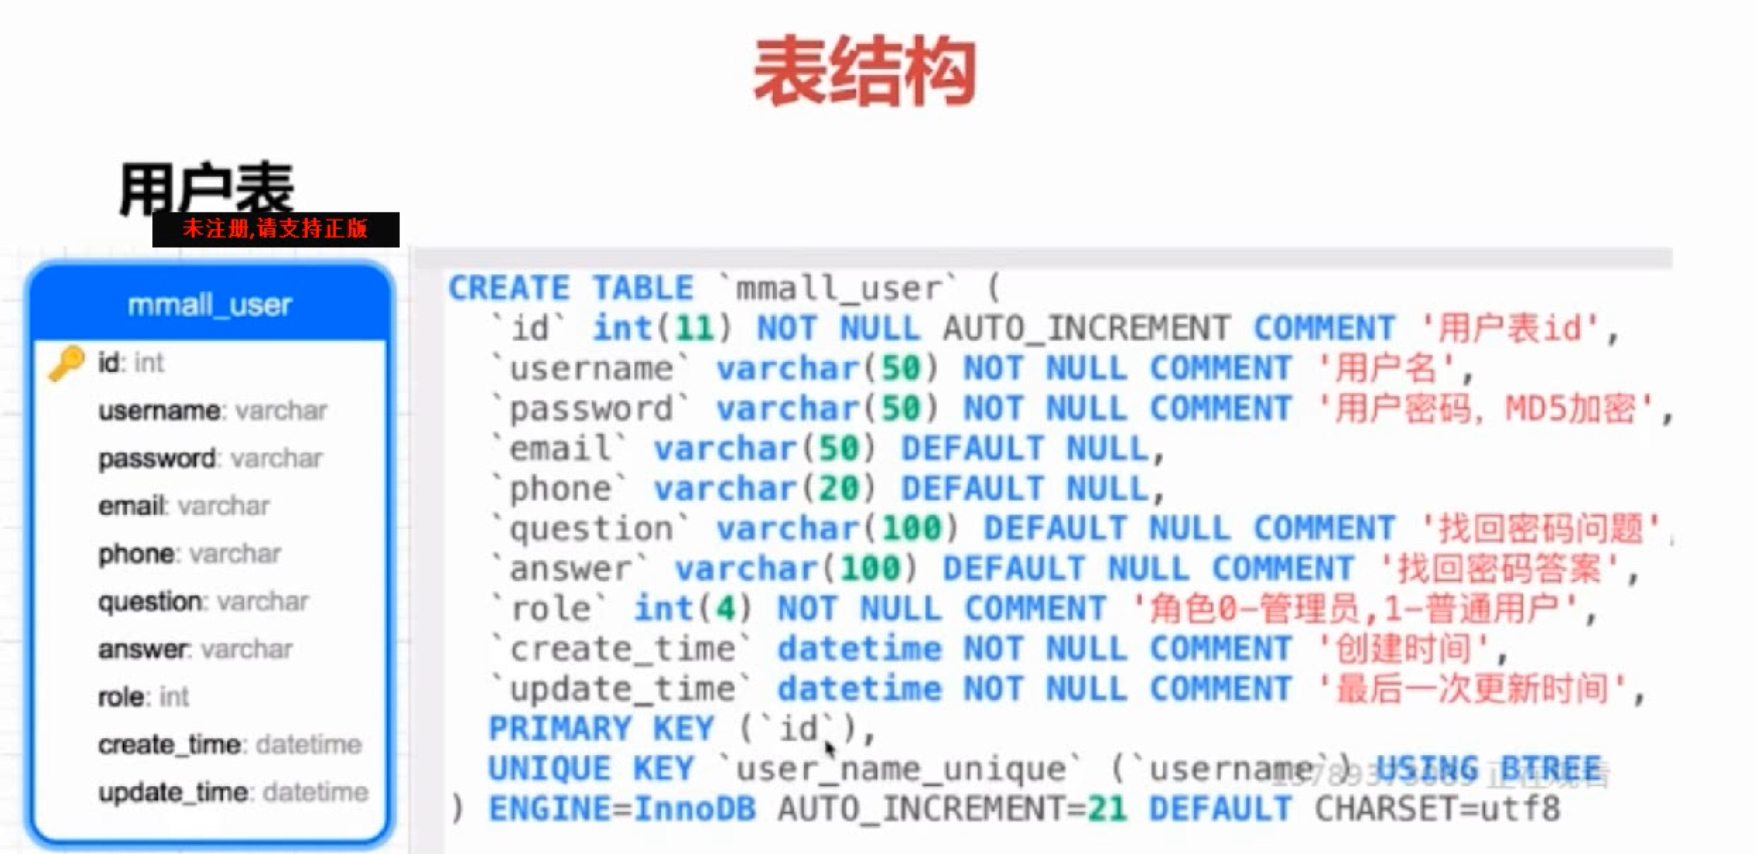 表结构
用户表
未注册,请支持正版
mmall_user
id: int
username: varchar
password: varchar
email: varchar
phone: varchar
question: varchar
answer: varchar
role: int
create_time: datetime
update_time: datetime
CREATE TABLE `mmall_user` (
`id` int(11) NOT NULL AUTO_INCREMENT COMMENT '用户表id',
`username` varchar(50) NOT NULL COMMENT '用户名',
`password` varchar(50) NOT NULL COMMENT '用户密码, MD5加密',
`email` varchar(50) DEFAULT NULL,
`phone` varchar(20) DEFAULT NULL,
`question` varchar(100) DEFAULT NULL COMMENT '找回密码问题',
`answer` varchar(100) DEFAULT NULL COMMENT '找回密码答案',
`role` int(4) NOT NULL COMMENT '角色0-管理员,1-普通用户',
`create_time` datetime NOT NULL COMMENT '创建时间',
`update_time` datetime NOT NULL COMMENT '最后一次更新时间',
PRIMARY KEY (`id`),
UNIQUE KEY `user_name_unique` (`username`) USING BTREE
正在观看
) ENGINE=InnoDB AUTO_INCREMENT=21 DEFAULT CHARSET=utf8